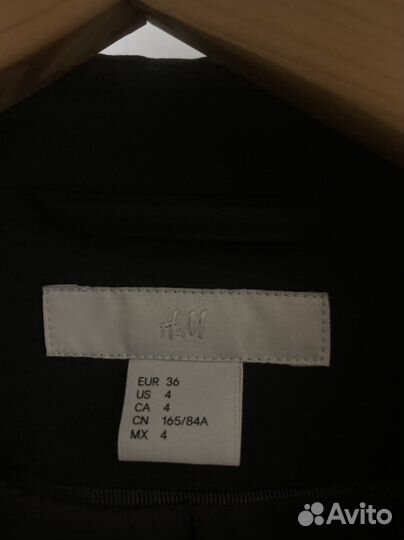 H&M
EUR 36
US 4
CA 4
CN 165/84A
MX 4
Avito